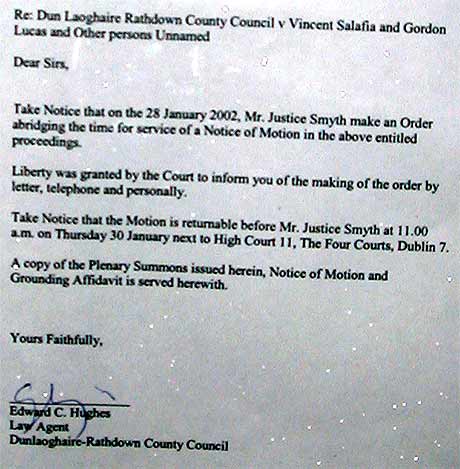 Re: Dun Laoghaire Rathdown County Council v Vincent Salafia and Gordon
Lucas and Other persons Unnamed
Dear Sirs,
Take Notice that on the 28 January 2002, Mr. Justice Smyth make an Order
abridging the time for service of a Notice of Motion in the above entitled
proceedings.
Liberty was granted by the Court to inform you of the making of the order by
letter, telephone and personally.
Take Notice that the Motion is returnable before Mr. Justice Smyth at 11.00
a.m. on Thursday 30 January next to High Court 11, The Four Courts, Dublin 7.
A copy of the Plenary Summons issued herein, Notice of Motion and
Grounding Affidavit is served herewith.
Yours Faithfully,
Edward C. Hughes
Law Agent
Dunlaoghaire-Rathdown County Council